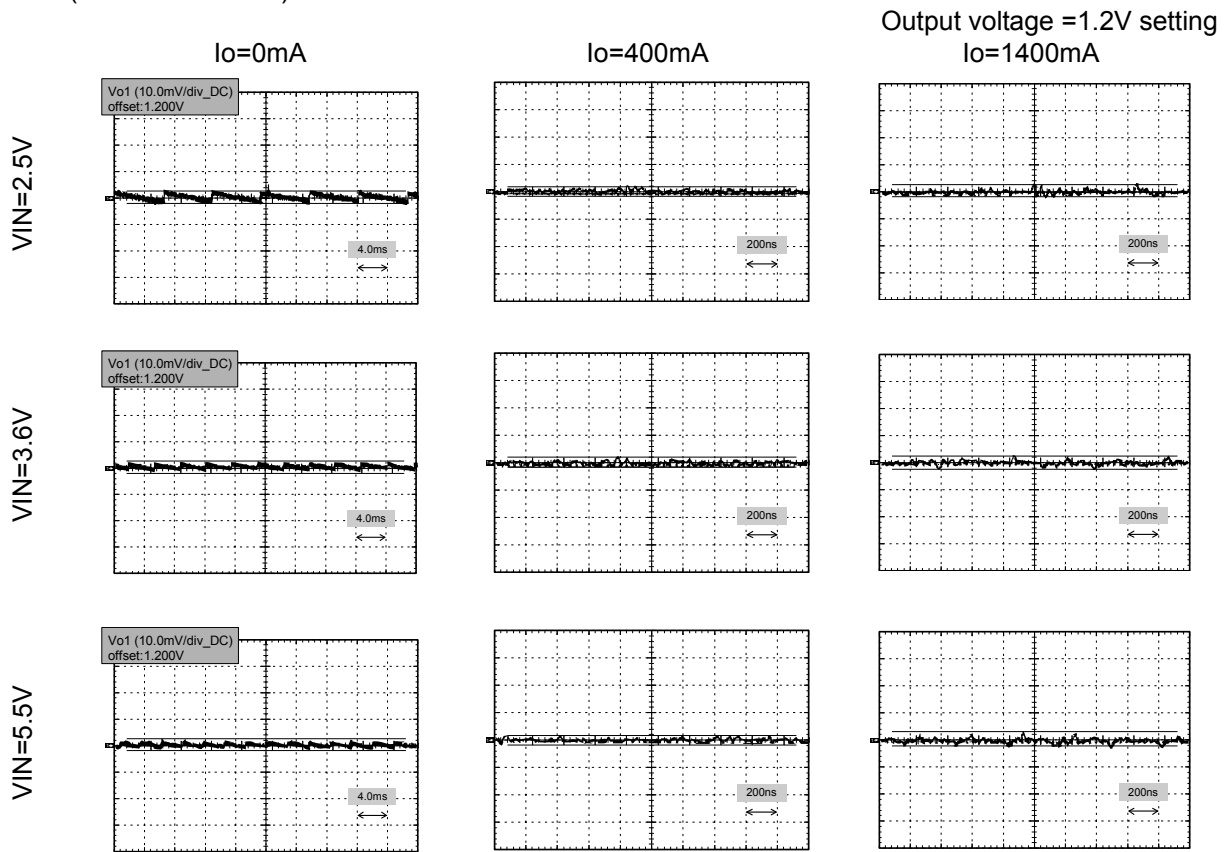 Output voltage =1.2V setting
Io=0mA
Io=400mA
Io=1400mA
VIN=2.5V
Vo1 (10.0mV/div_DC)
offset:1.200V
4.0ms
200ns
200ns
VIN=3.6V
Vo1 (10.0mV/div_DC)
offset:1.200V
4.0ms
200ns
200ns
VIN=5.5V
Vo1 (10.0mV/div_DC)
offset:1.200V
4.0ms
200ns
200ns